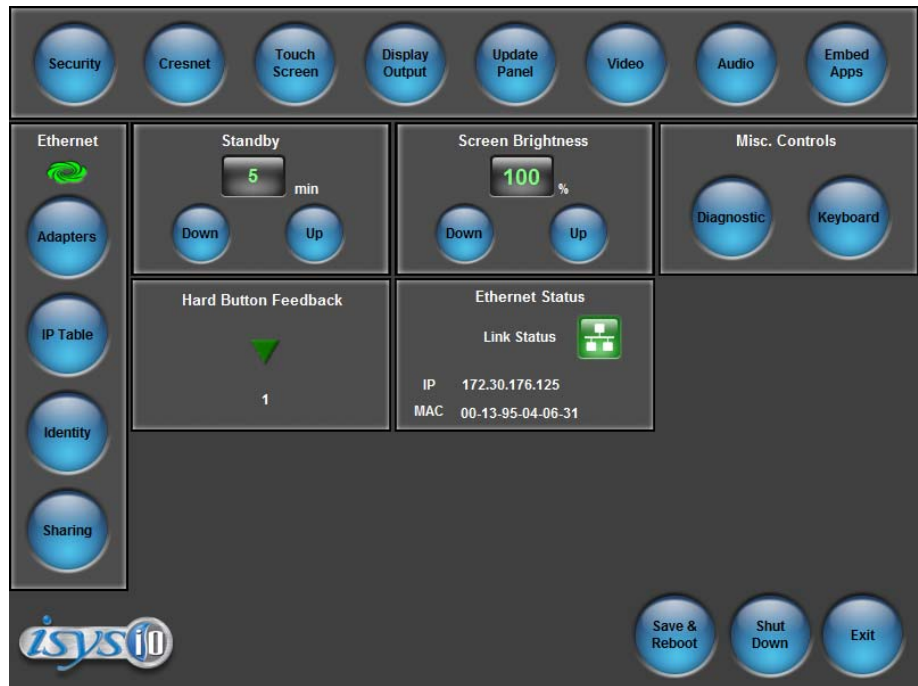 Security
Cresnet
Touch
Screen
Display
Output
Update
Panel
Video
Audio
Embed
Apps
Ethernet
Adapters
IP Table
Identity
Sharing
Standby
5 min
Down
Up
Screen Brightness
100 %
Down
Up
Misc. Controls
Diagnostic
Keyboard
Hard Button Feedback
1
Ethernet Status
Link Status
IP 172.30.176.125
MAC 00-13-95-04-06-31
isys iO
Save &
Reboot
Shut
Down
Exit